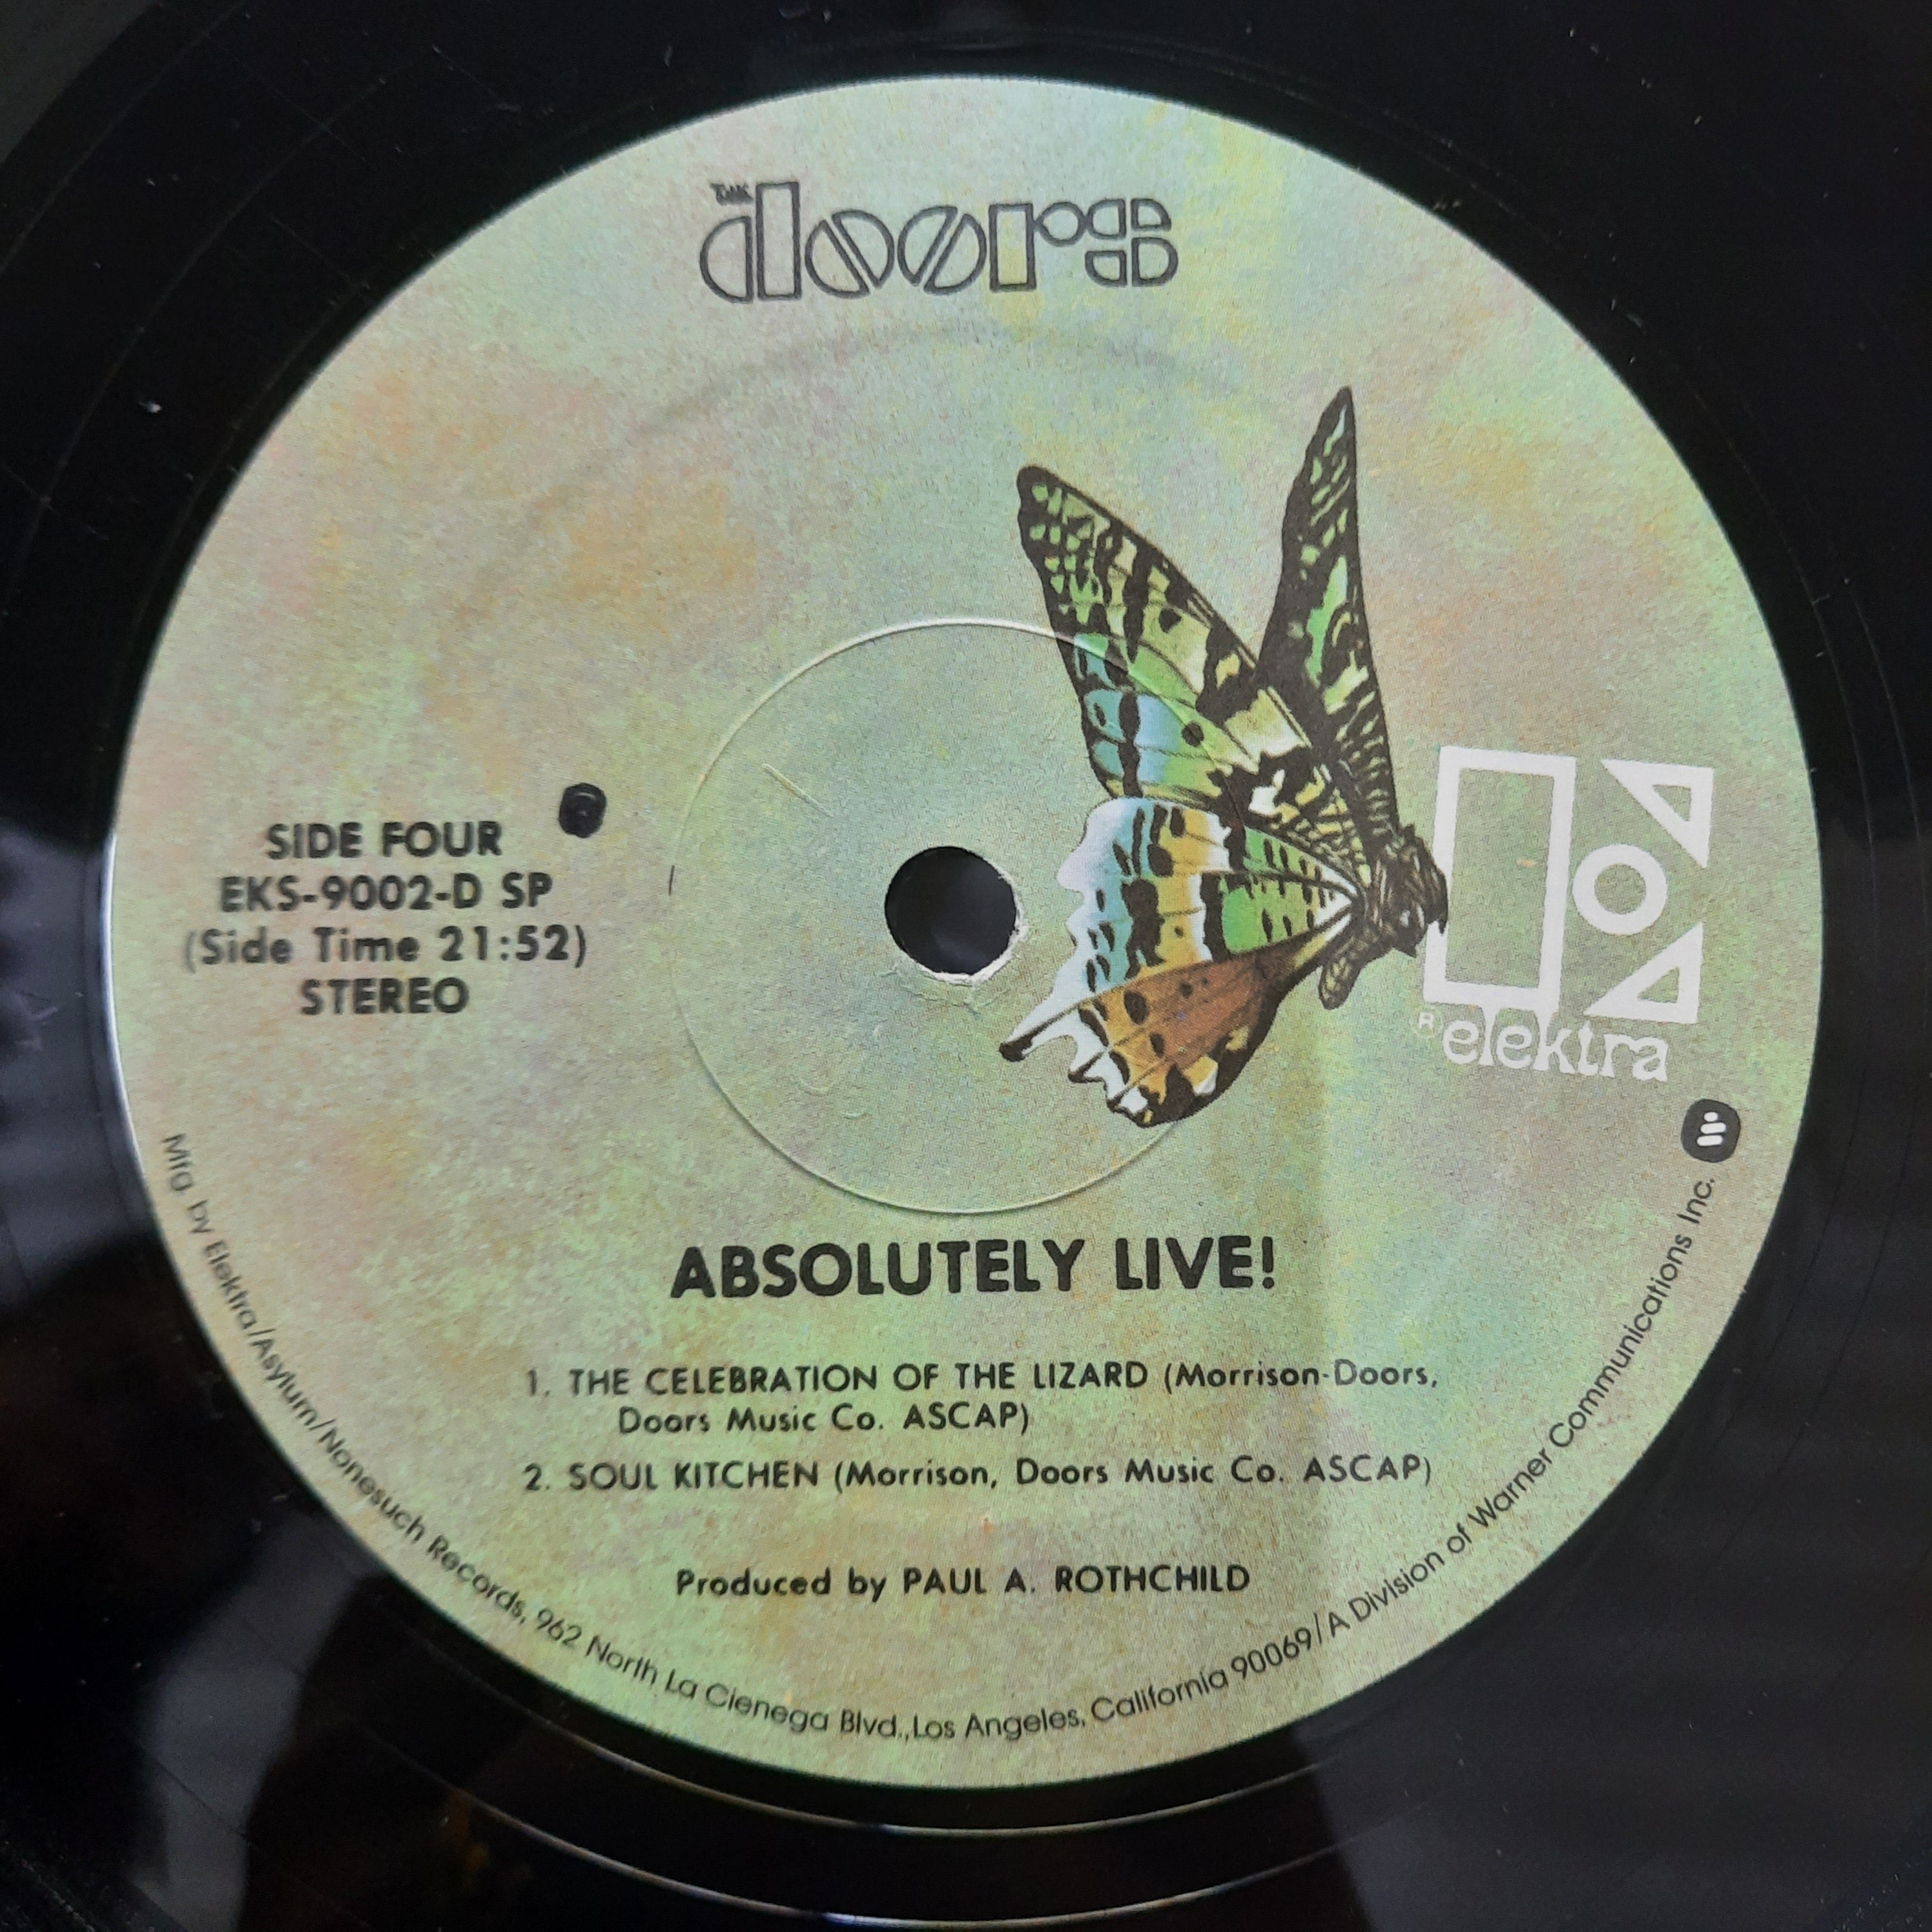 THE
doors
SIDE FOUR
EKS-9002-D SP
(Side Time 21:52)
STEREO
® elektra
ABSOLUTELY LIVE!
1. THE CELEBRATION OF THE LIZARD (Morrison-Doors,
Doors Music Co. ASCAP)
2. SOUL KITCHEN (Morrison, Doors Music Co. ASCAP)
Produced by PAUL A. ROTHCHILD
Mfg. by Elektra/Asylum/Nonesuch Records, 962 North La Cienega Blvd., Los Angeles, California 90069/A Division of Warner Communications Inc.